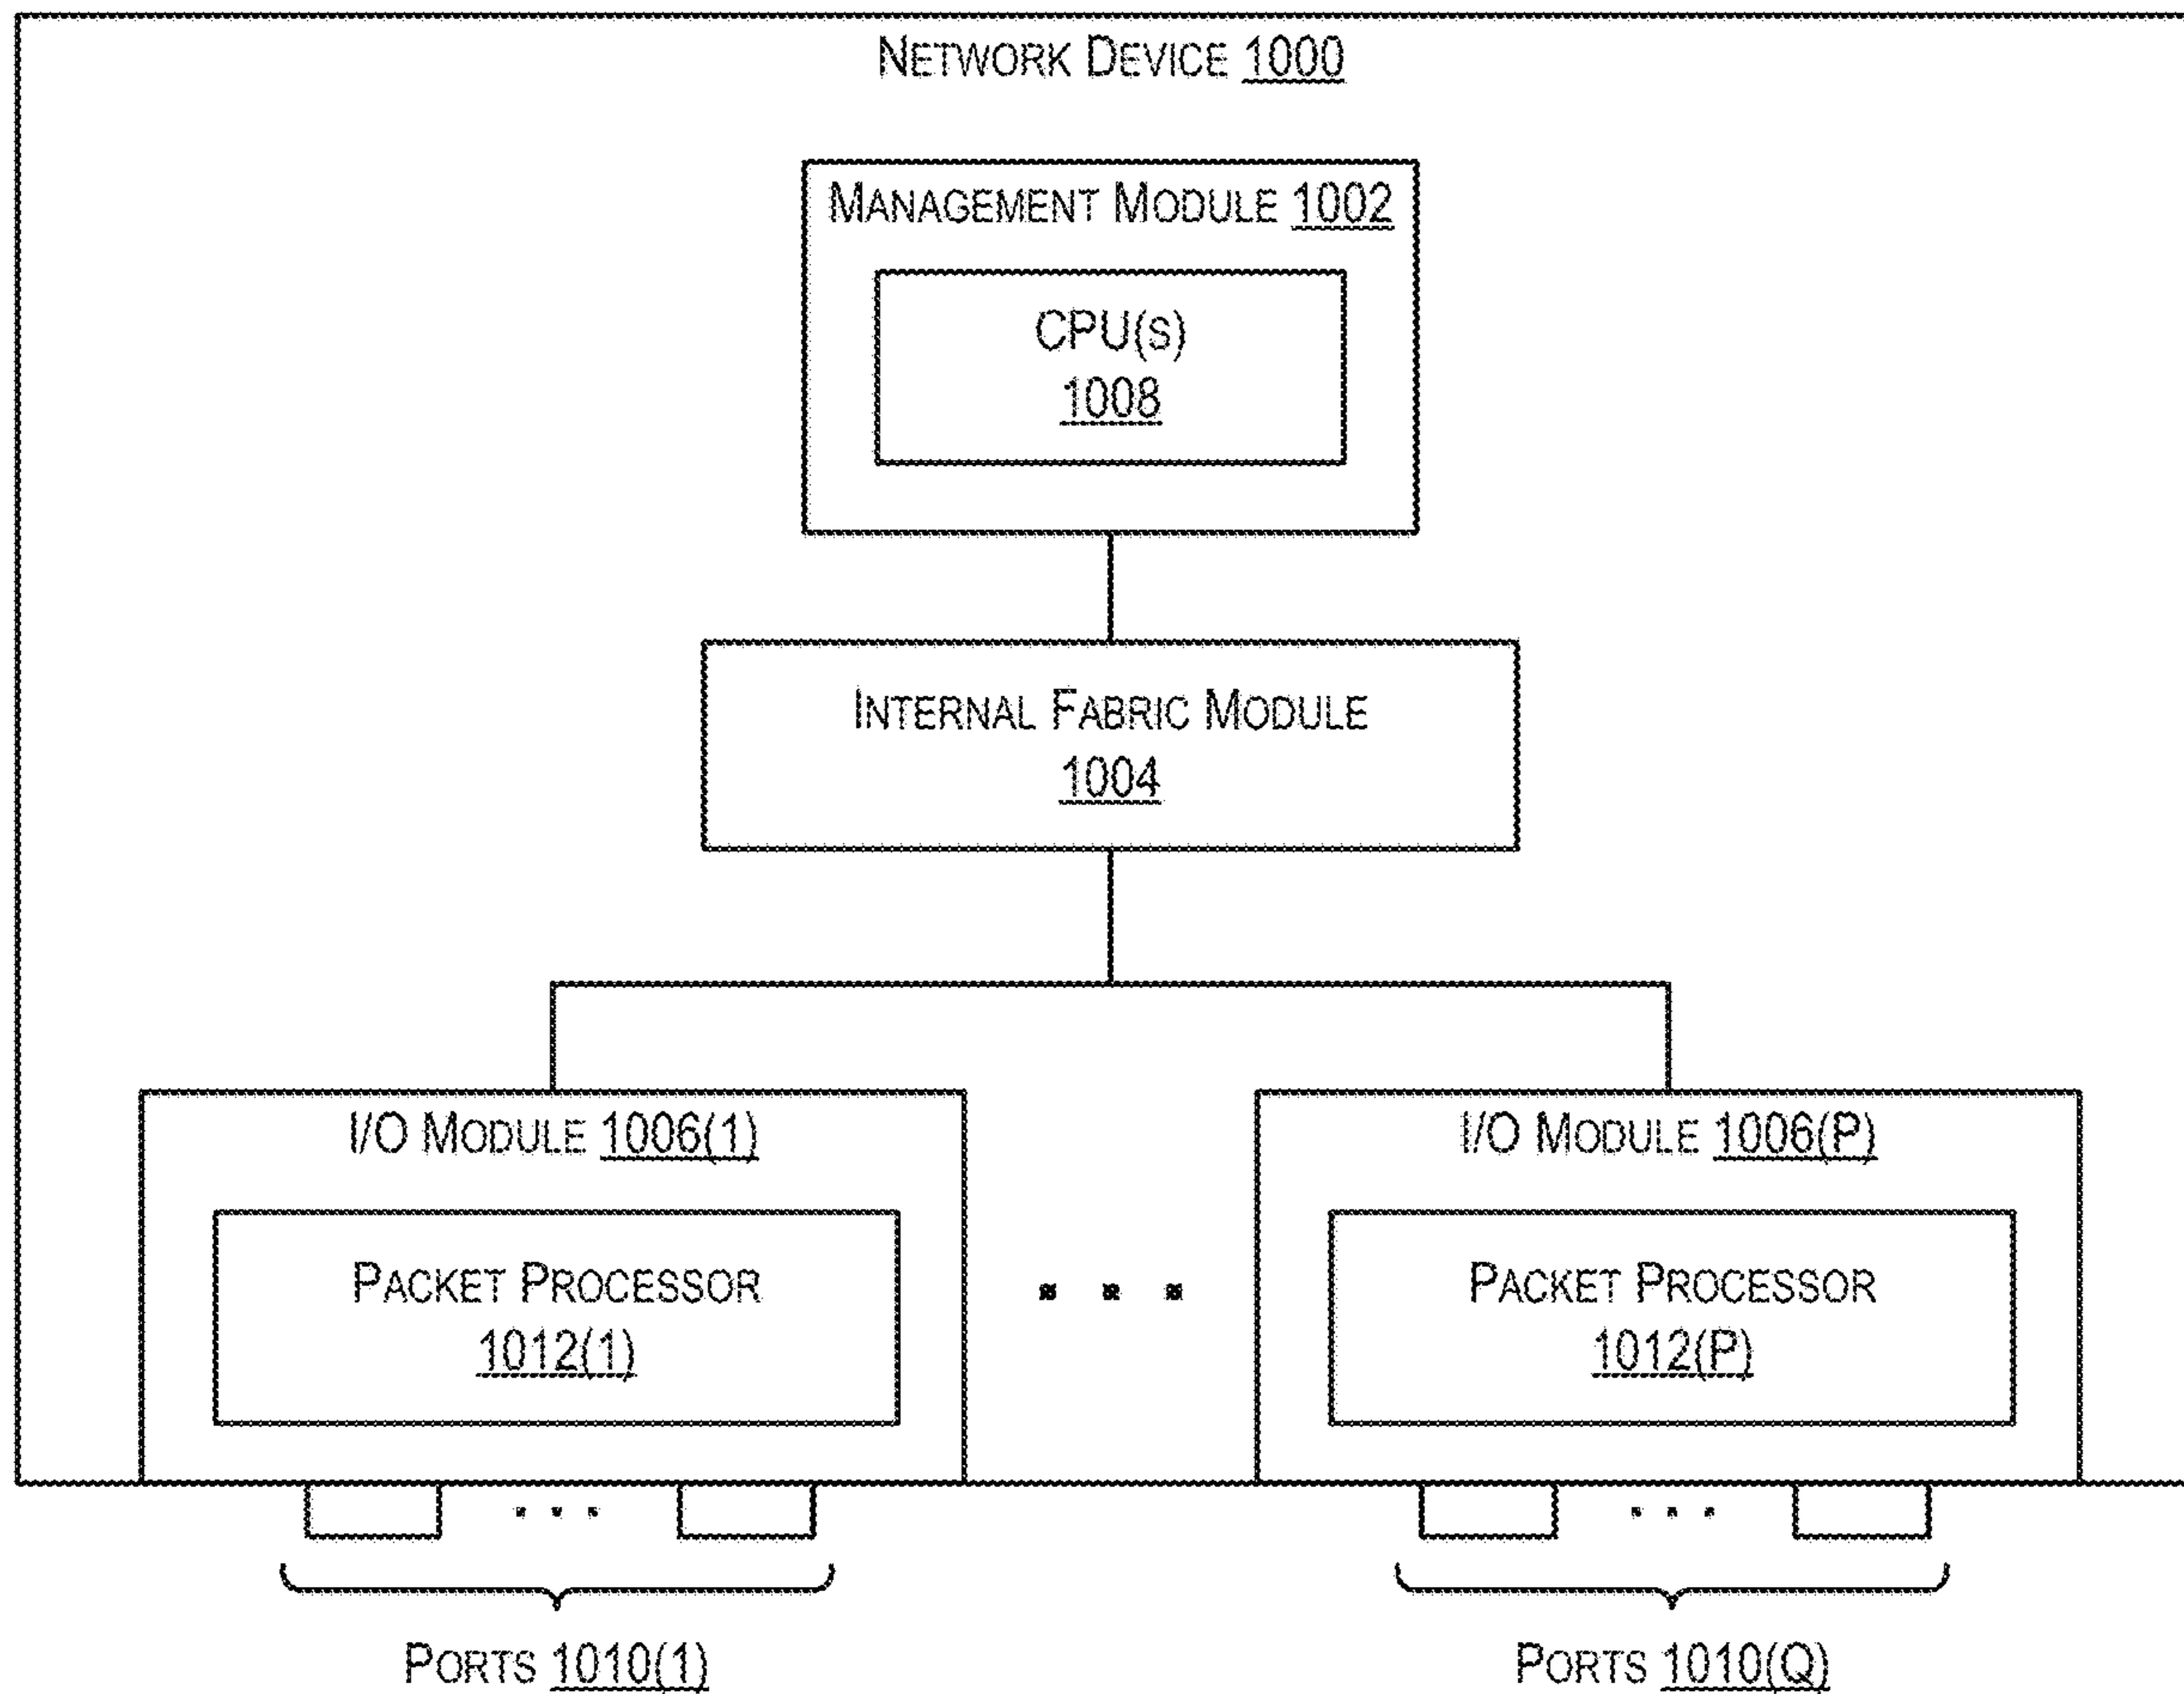 NETWORK DEVICE 1000
MANAGEMENT MODULE 1002
CPU(S)
1008
INTERNAL FABRIC MODULE
1004
I/O MODULE 1006(1)
I/O MODULE 1006(P)
PACKET PROCESSOR
1012(1)
. . .
PACKET PROCESSOR
1012(P)
. . .
. . .
PORTS 1010(1)
PORTS 1010(Q)